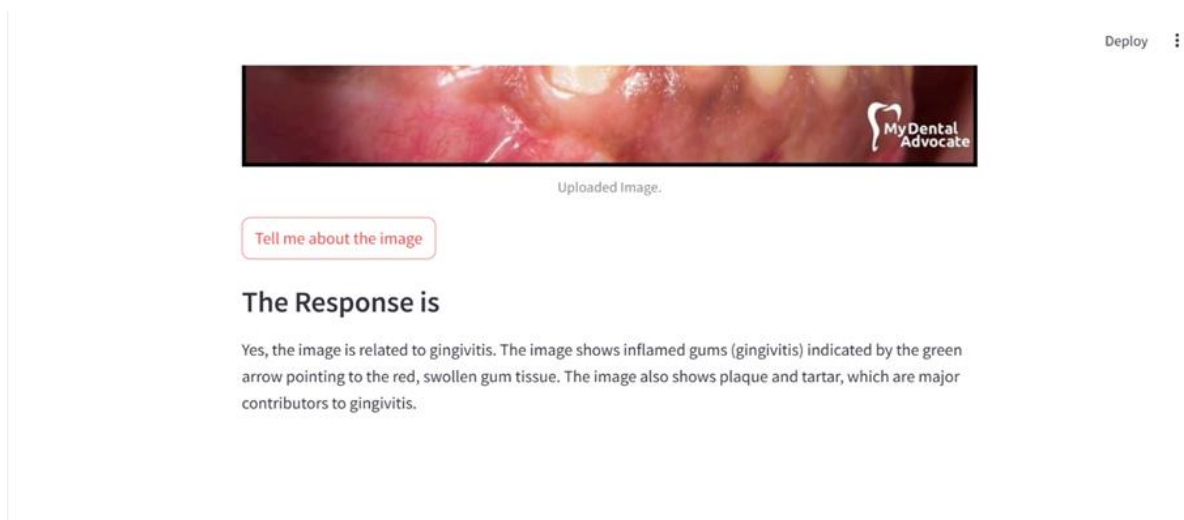 Deploy
MyDental
Advocate
Uploaded Image.
Tell me about the image
The Response is
Yes, the image is related to gingivitis. The image shows inflamed gums (gingivitis) indicated by the green
arrow pointing to the red, swollen gum tissue. The image also shows plaque and tartar, which are major
contributors to gingivitis.